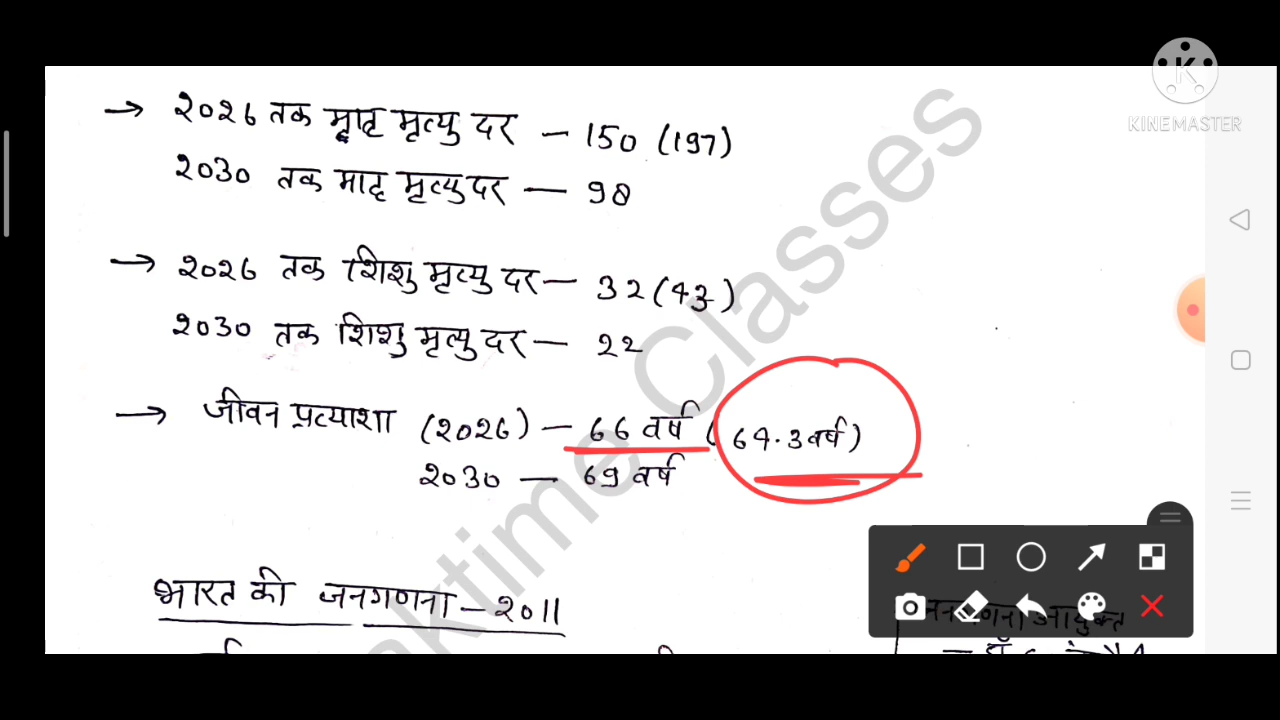 KINEMASTER
→ 2026 तक मातृ मृत्यु दर – 150 (197)
2030 तक मातृ मृत्यु दर – 98
→ 2026 तक शिशु मृत्यु दर – 32 (43)
2030 तक शिशु मृत्यु दर – 22
→ जीवन प्रत्याशा (2026) – 66 वर्ष (64.3 वर्ष)
2030 – 69 वर्ष
भारत की जनगणना – 2011
आयुक्त
Classes